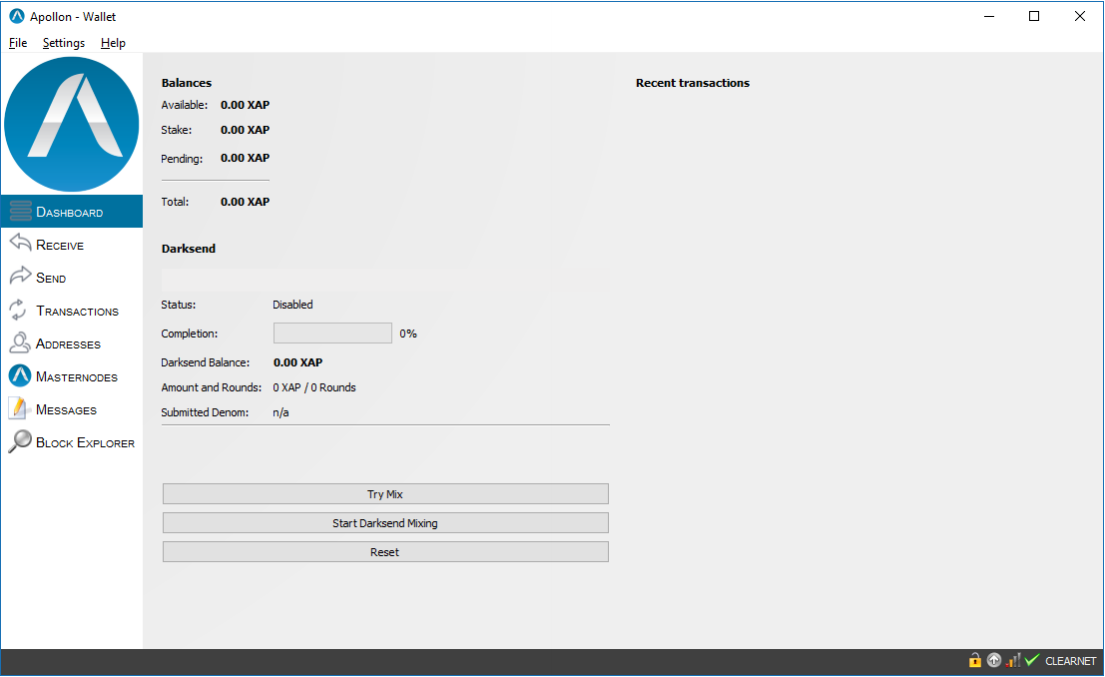 Apollon - Wallet
File Settings Help
DASHBOARD
RECEIVE
SEND
TRANSACTIONS
ADDRESSES
MASTERNODES
MESSAGES
BLOCK EXPLORER
Balances
Available: 0.00 XAP
Stake: 0.00 XAP
Pending: 0.00 XAP
Total: 0.00 XAP
Darksend
Status: Disabled
Completion: 0%
Darksend Balance: 0.00 XAP
Amount and Rounds: 0 XAP / 0 Rounds
Submitted Denom: n/a
Try Mix
Start Darksend Mixing
Reset
Recent transactions
CLEARNET